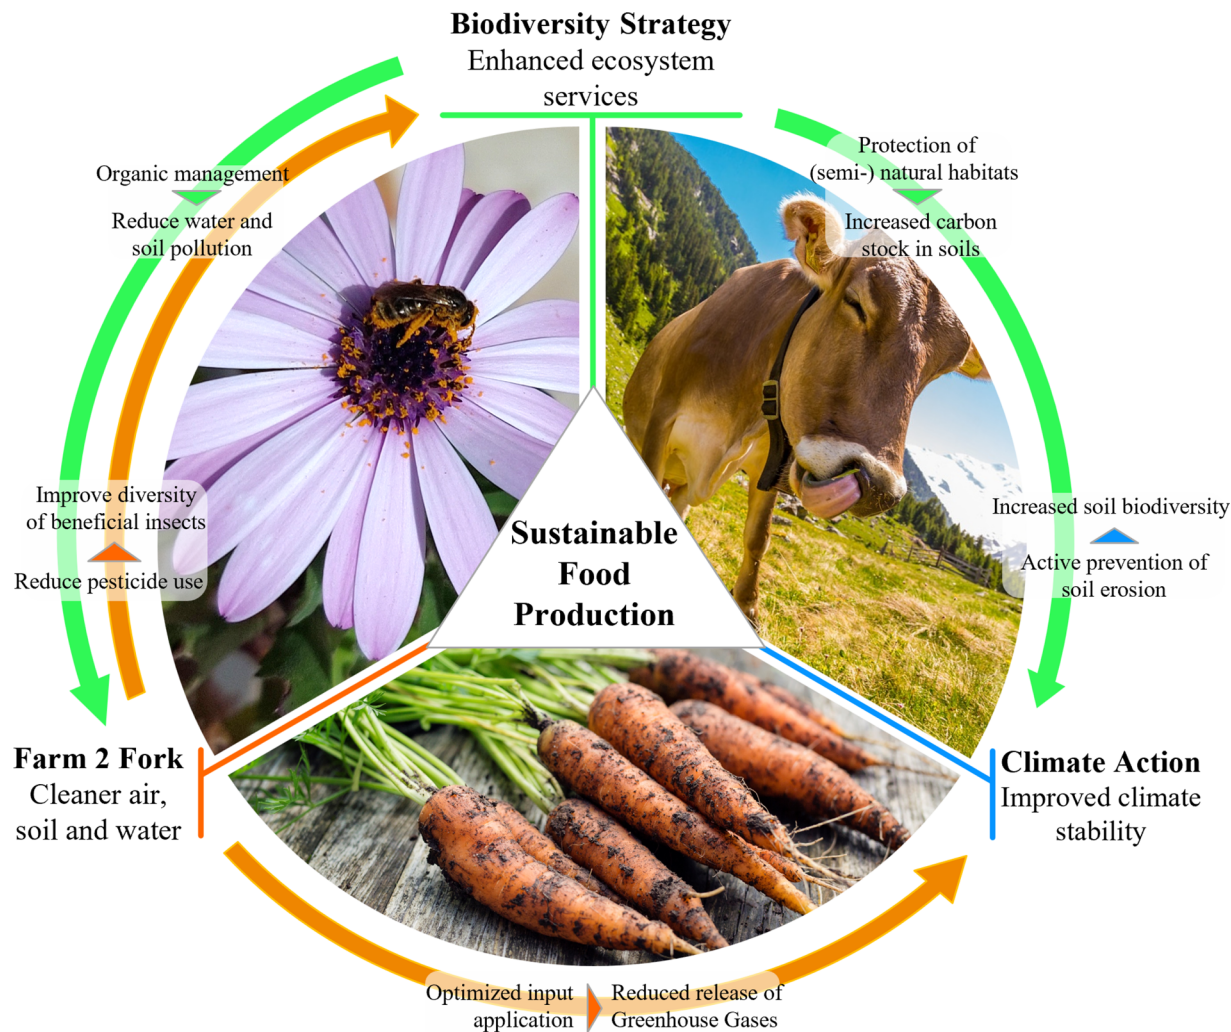 Biodiversity Strategy
Enhanced ecosystem
services
Organic management
Reduce water and
soil pollution
Protection of
(semi-) natural habitats
Increased carbon
stock in soils
Improve diversity
of beneficial insects
Reduce pesticide use
Sustainable
Food
Production
Increased soil biodiversity
Active prevention of
soil erosion
Farm 2 Fork
Cleaner air,
soil and water
Climate Action
Improved climate
stability
Optimized input
application
Reduced release of
Greenhouse Gases